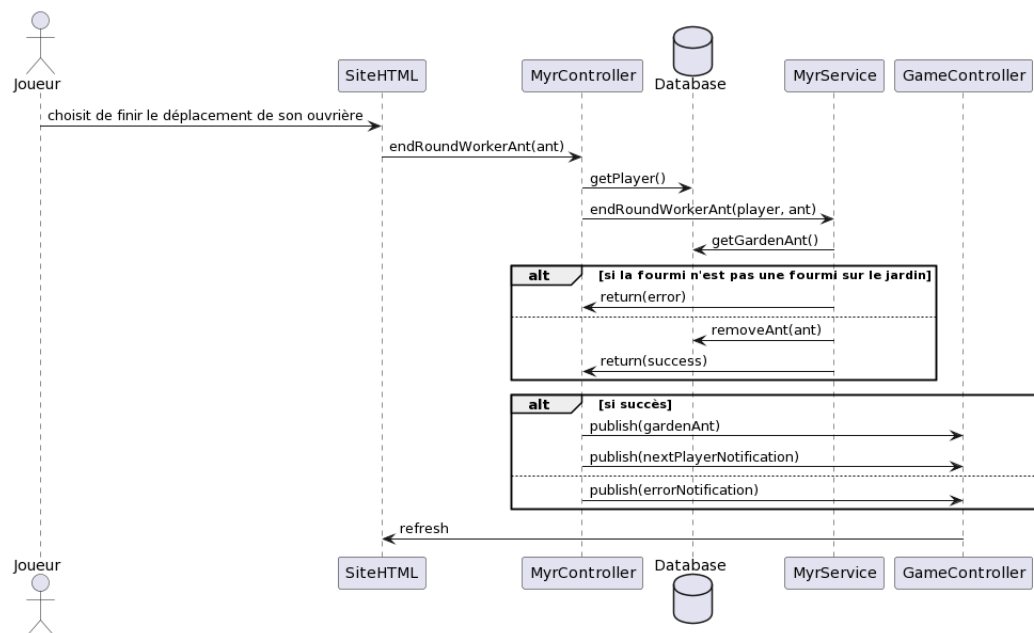 Joueur
SiteHTML
MyrController
Database
MyrService
GameController
choisit de finir le déplacement de son ouvrière
endRoundWorkerAnt(ant)
getPlayer()
endRoundWorkerAnt(player, ant)
getGardenAnt()
alt [si la fourmi n'est pas une fourmi sur le jardin]
return(error)
removeAnt(ant)
return(success)
alt [si succès]
publish(gardenAnt)
publish(nextPlayerNotification)
publish(errorNotification)
refresh
Joueur
SiteHTML
MyrController
Database
MyrService
GameController